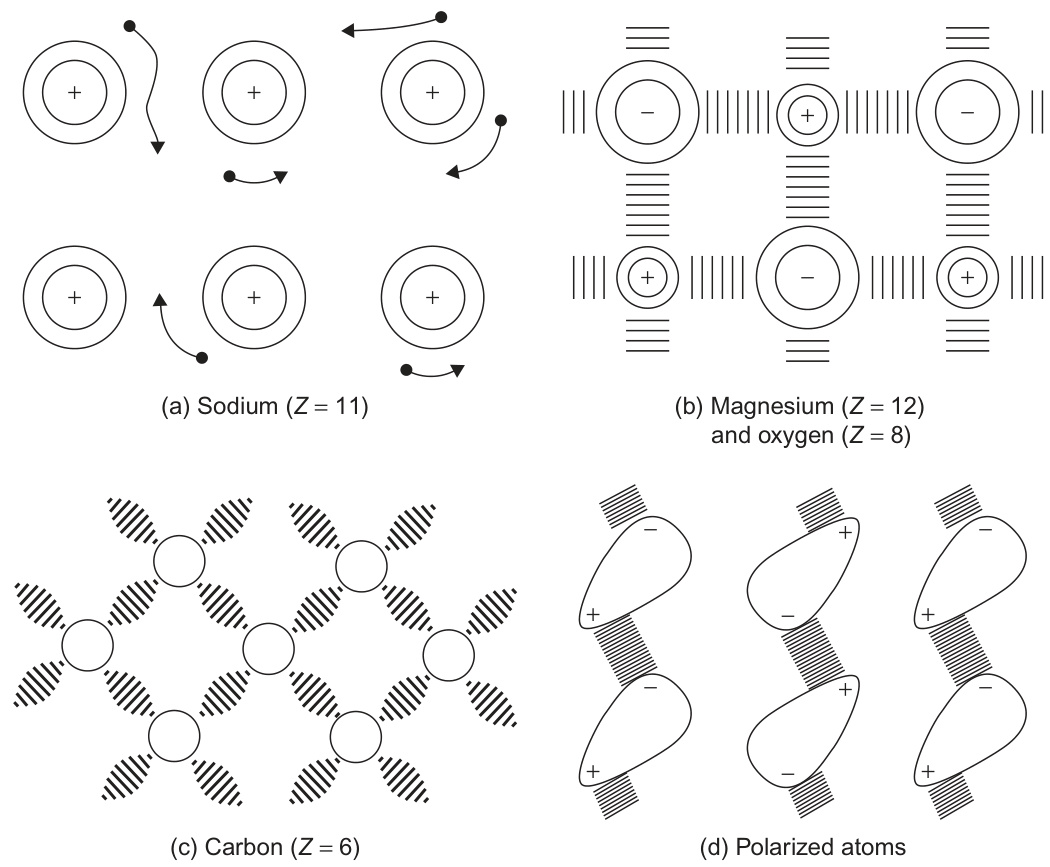 + + +
+ + +
(a) Sodium (Z = 11)
− + −
+ − +
(b) Magnesium (Z = 12)
and oxygen (Z = 8)
(c) Carbon (Z = 6)
− + −
+ − +
− + −
+ − +
(d) Polarized atoms